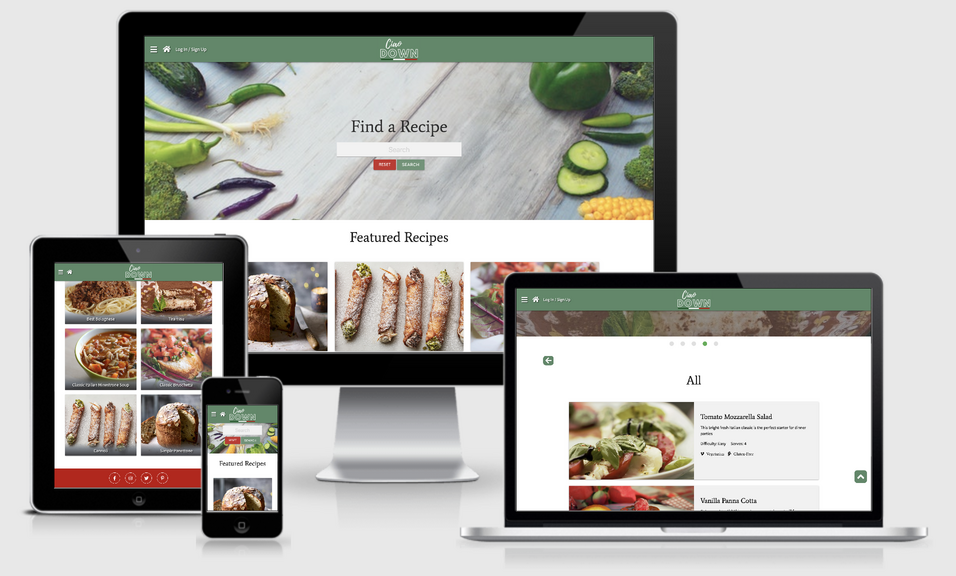 Log In / Sign Up
Ciao
DOWN
Find a Recipe
Search
RESET SEARCH
Featured Recipes
Ciao
DOWN
Best Bolognese
Tiramisu
Classic Italian Minestrone Soup
Classic Bruschetta
Cannoli
Simple Panettone
Ciao
DOWN
Search
RESET SEARCH
Featured Recipes
Log In / Sign Up
Ciao
DOWN
All
Tomato Mozzarella Salad
This bright fresh Italian classic is the perfect starter for dinner
parties
Difficulty: Easy Serves: 4
Vegetarian Gluten Free
Vanilla Panna Cotta